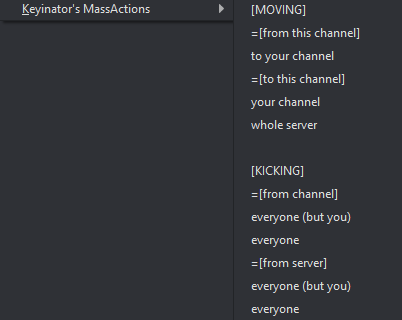 Keyinator's MassActions
[MOVING]
=[from this channel]
to your channel
=[to this channel]
your channel
whole server
[KICKING]
=[from channel]
everyone (but you)
everyone
=[from server]
everyone (but you)
everyone